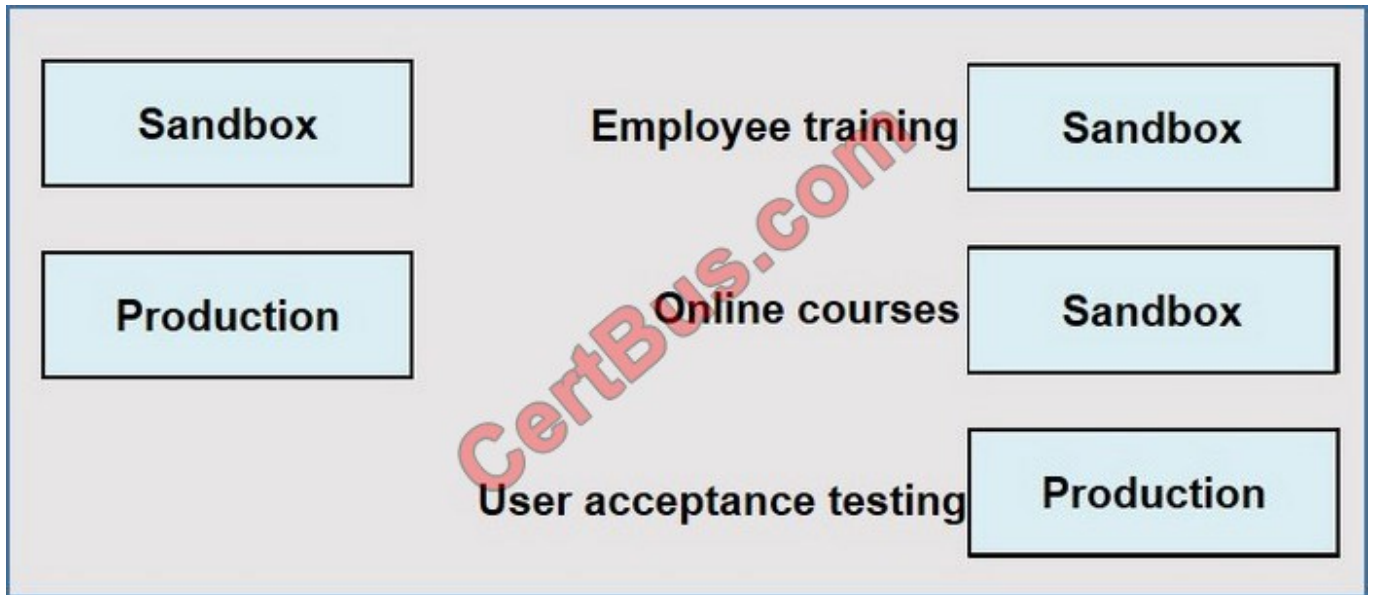 Sandbox
Production
Employee training
Sandbox
Online courses
Sandbox
User acceptance testing
Production
CertBus.com